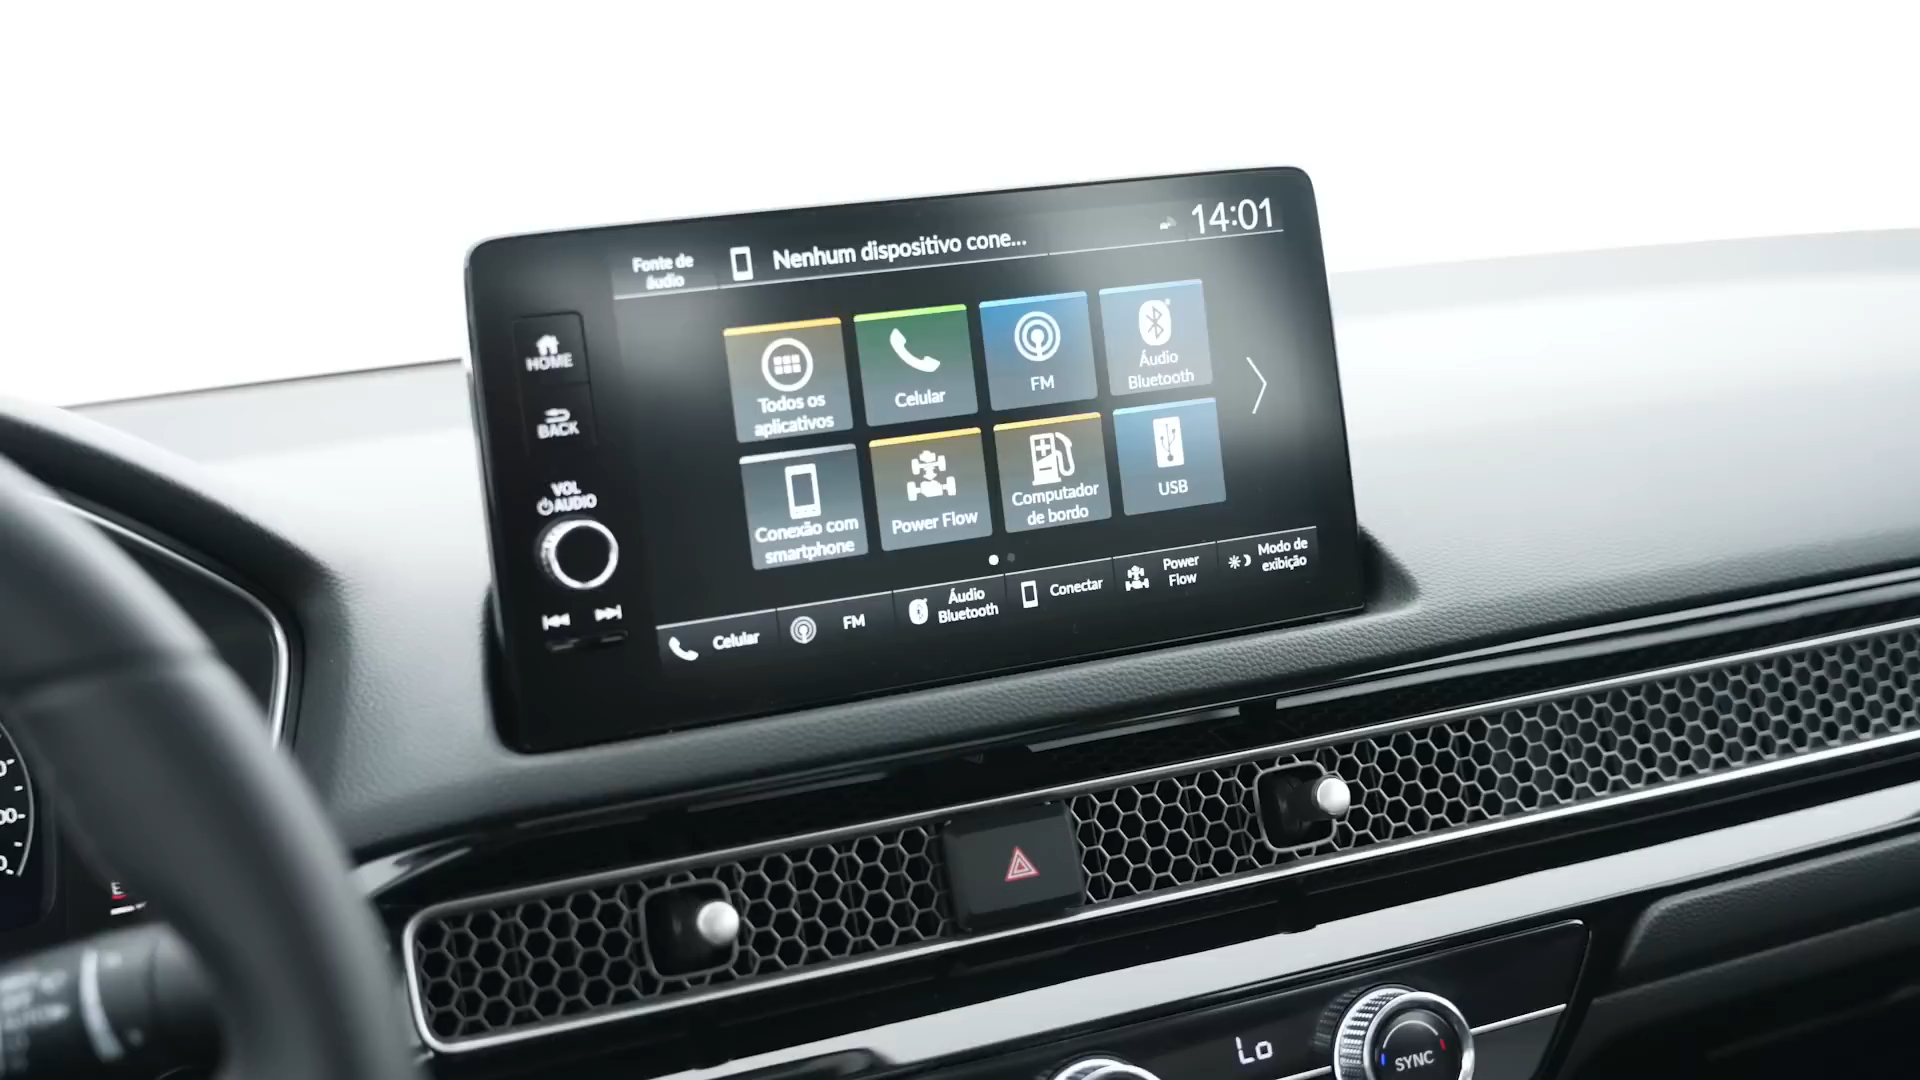 Fonte de
áudio
Nenhum dispositivo cone...
14:01
HOME
BACK
VOL
AUDIO
Todos os
aplicativos
Celular
FM
Áudio
Bluetooth
Conexão com
smartphone
Power Flow
Computador
de bordo
USB
Celular
FM
Áudio
Bluetooth
Conectar
Power
Flow
Modo de
exibição
E
Lo
SYNC